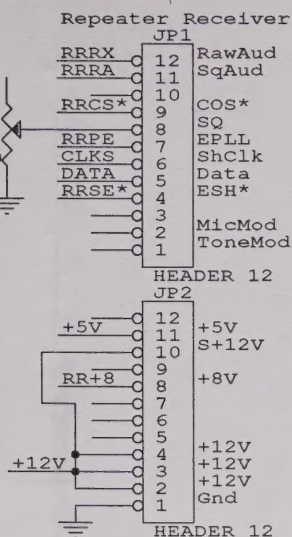 Repeater Receiver
JP1
RRRX 12 RawAud
RRRA 11 SqAud
10
RRCS* 9 COS*
8 SQ
RRPE 7 EPLL
CLKS 6 ShClk
DATA 5 Data
RRSE* 4 ESH*
3
2 MicMod
1 ToneMod
HEADER 12
JP2
12
+5V 11 +5V
10 S+12V
9
RR+8 8 +8V
7
6
5
4 +12V
+12V 3 +12V
2 +12V
1 Gnd
HEADER 12